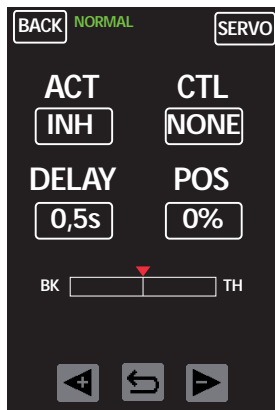 BACK NORMAL SERVO
ACT CTL
INH NONE
DELAY POS
0,5s 0%
BK TH
+ -